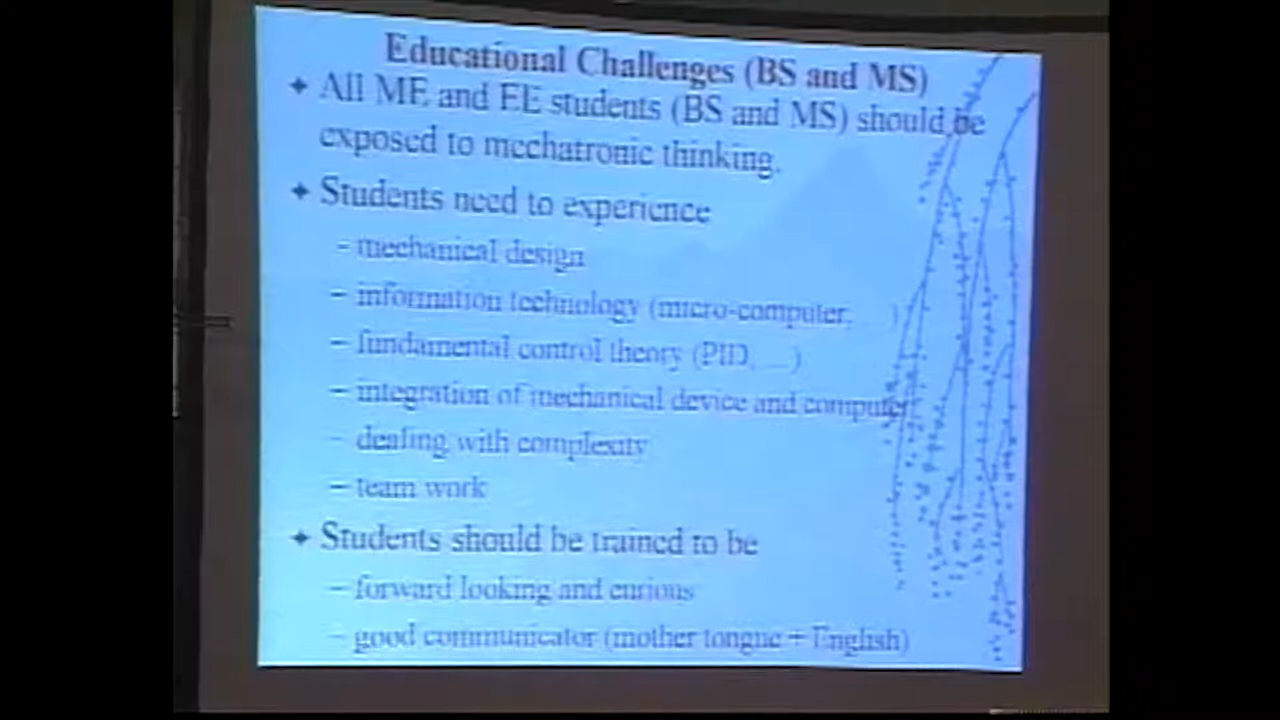 Educational Challenges (BS and MS)
All ME and EE students (BS and MS) should be
exposed to mechatronic thinking.
Students need to experience
- mechanical design
- information technology (micro-computer, ...)
- fundamental control theory (PID, ...)
- integration of mechanical device and computer
- dealing with complexity
- team work
Students should be trained to be
- forward looking and curious
- good communicator (mother tongue + English)